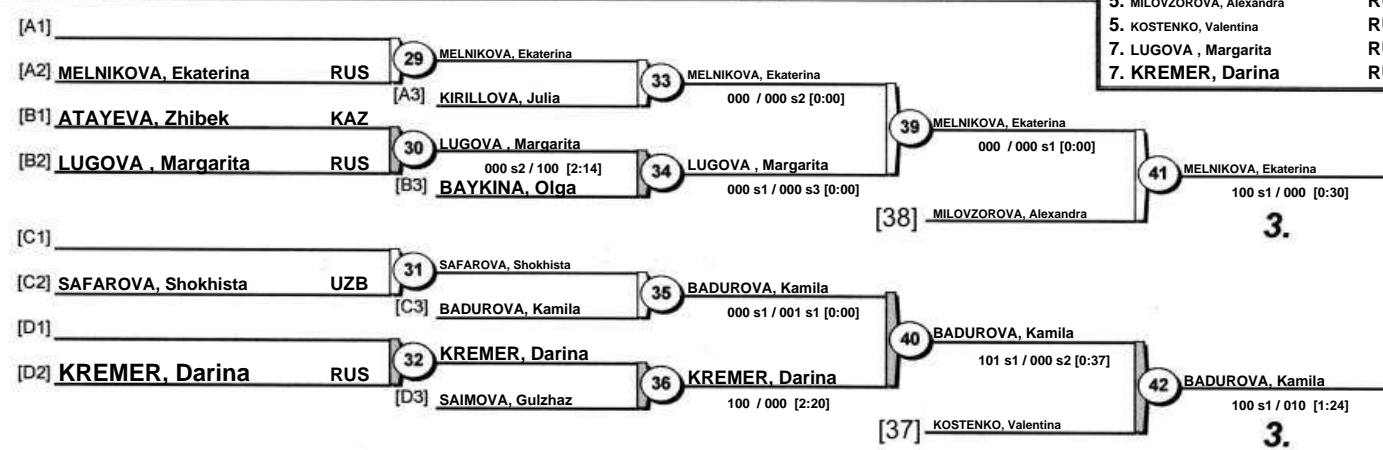 5. MILOVZOROVA, Alexandra
5. KOSTENKO, Valentina
7. LUGOVA , Margarita
7. KREMER, Darina
[A1]
[A2] MELNIKOVA, Ekaterina RUS
29
MELNIKOVA, Ekaterina
[A3] KIRILLOVA, Julia
33
MELNIKOVA, Ekaterina
000 / 000 s2 [0:00]
[B1] ATAYEVA, Zhibek KAZ
[B2] LUGOVA , Margarita RUS
30
LUGOVA , Margarita
000 s2 / 100 [2:14]
[B3] BAYKINA, Olga
34
LUGOVA , Margarita
000 s1 / 000 s3 [0:00]
39
MELNIKOVA, Ekaterina
000 / 000 s1 [0:00]
[38] MILOVZOROVA, Alexandra
41
MELNIKOVA, Ekaterina
100 s1 / 000 [0:30]
3.
[C1]
[C2] SAFAROVA, Shokhista UZB
31
SAFAROVA, Shokhista
[C3] BADUROVA, Kamila
35
BADUROVA, Kamila
000 s1 / 001 s1 [0:00]
[D1]
[D2] KREMER, Darina RUS
32
KREMER, Darina
[D3] SAIMOVA, Gulzhaz
36
KREMER, Darina
100 / 000 [2:20]
40
BADUROVA, Kamila
101 s1 / 000 s2 [0:37]
[37] KOSTENKO, Valentina
42
BADUROVA, Kamila
100 s1 / 010 [1:24]
3.